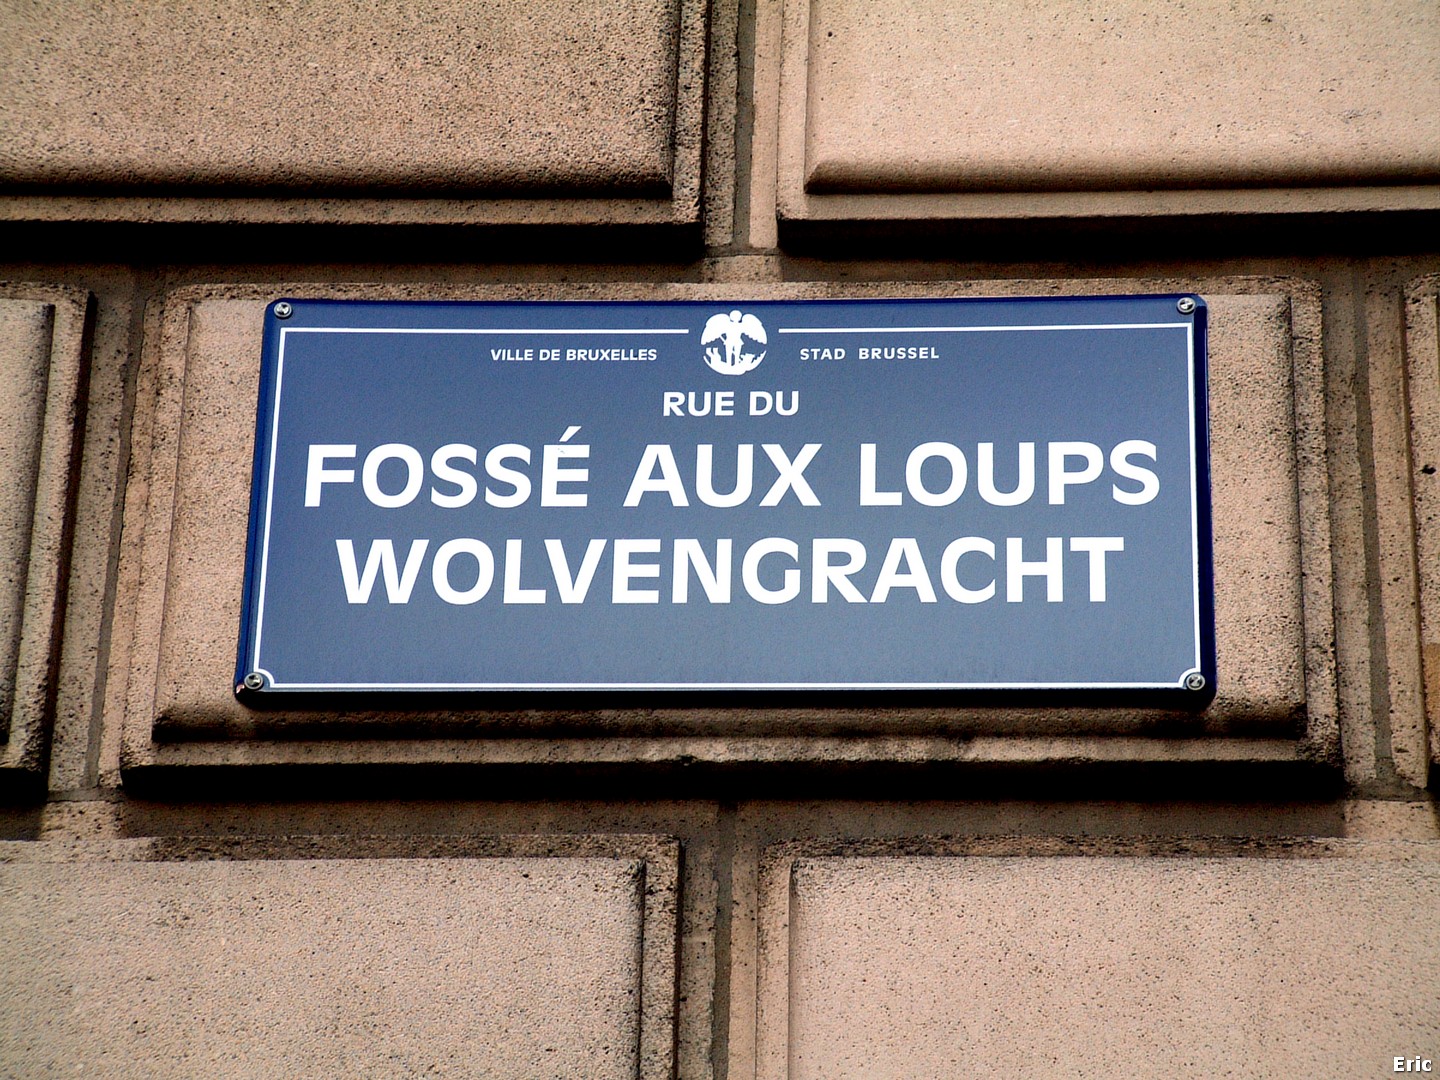 VILLE DE BRUXELLES STAD BRUSSEL
RUE DU
FOSSÉ AUX LOUPS
WOLVENGRACHT
Eric